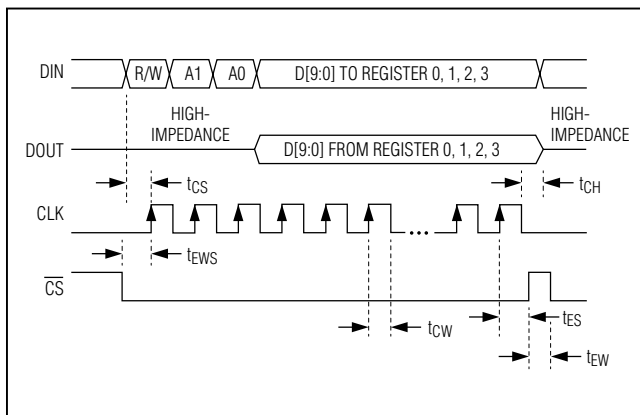 DIN R/W A1 A0 D[9:0] TO REGISTER 0, 1, 2, 3
HIGH-
IMPEDANCE
HIGH-
IMPEDANCE
DOUT D[9:0] FROM REGISTER 0, 1, 2, 3
tCS
tCH
CLK
tEWS
CS
tCW
tES
tEW